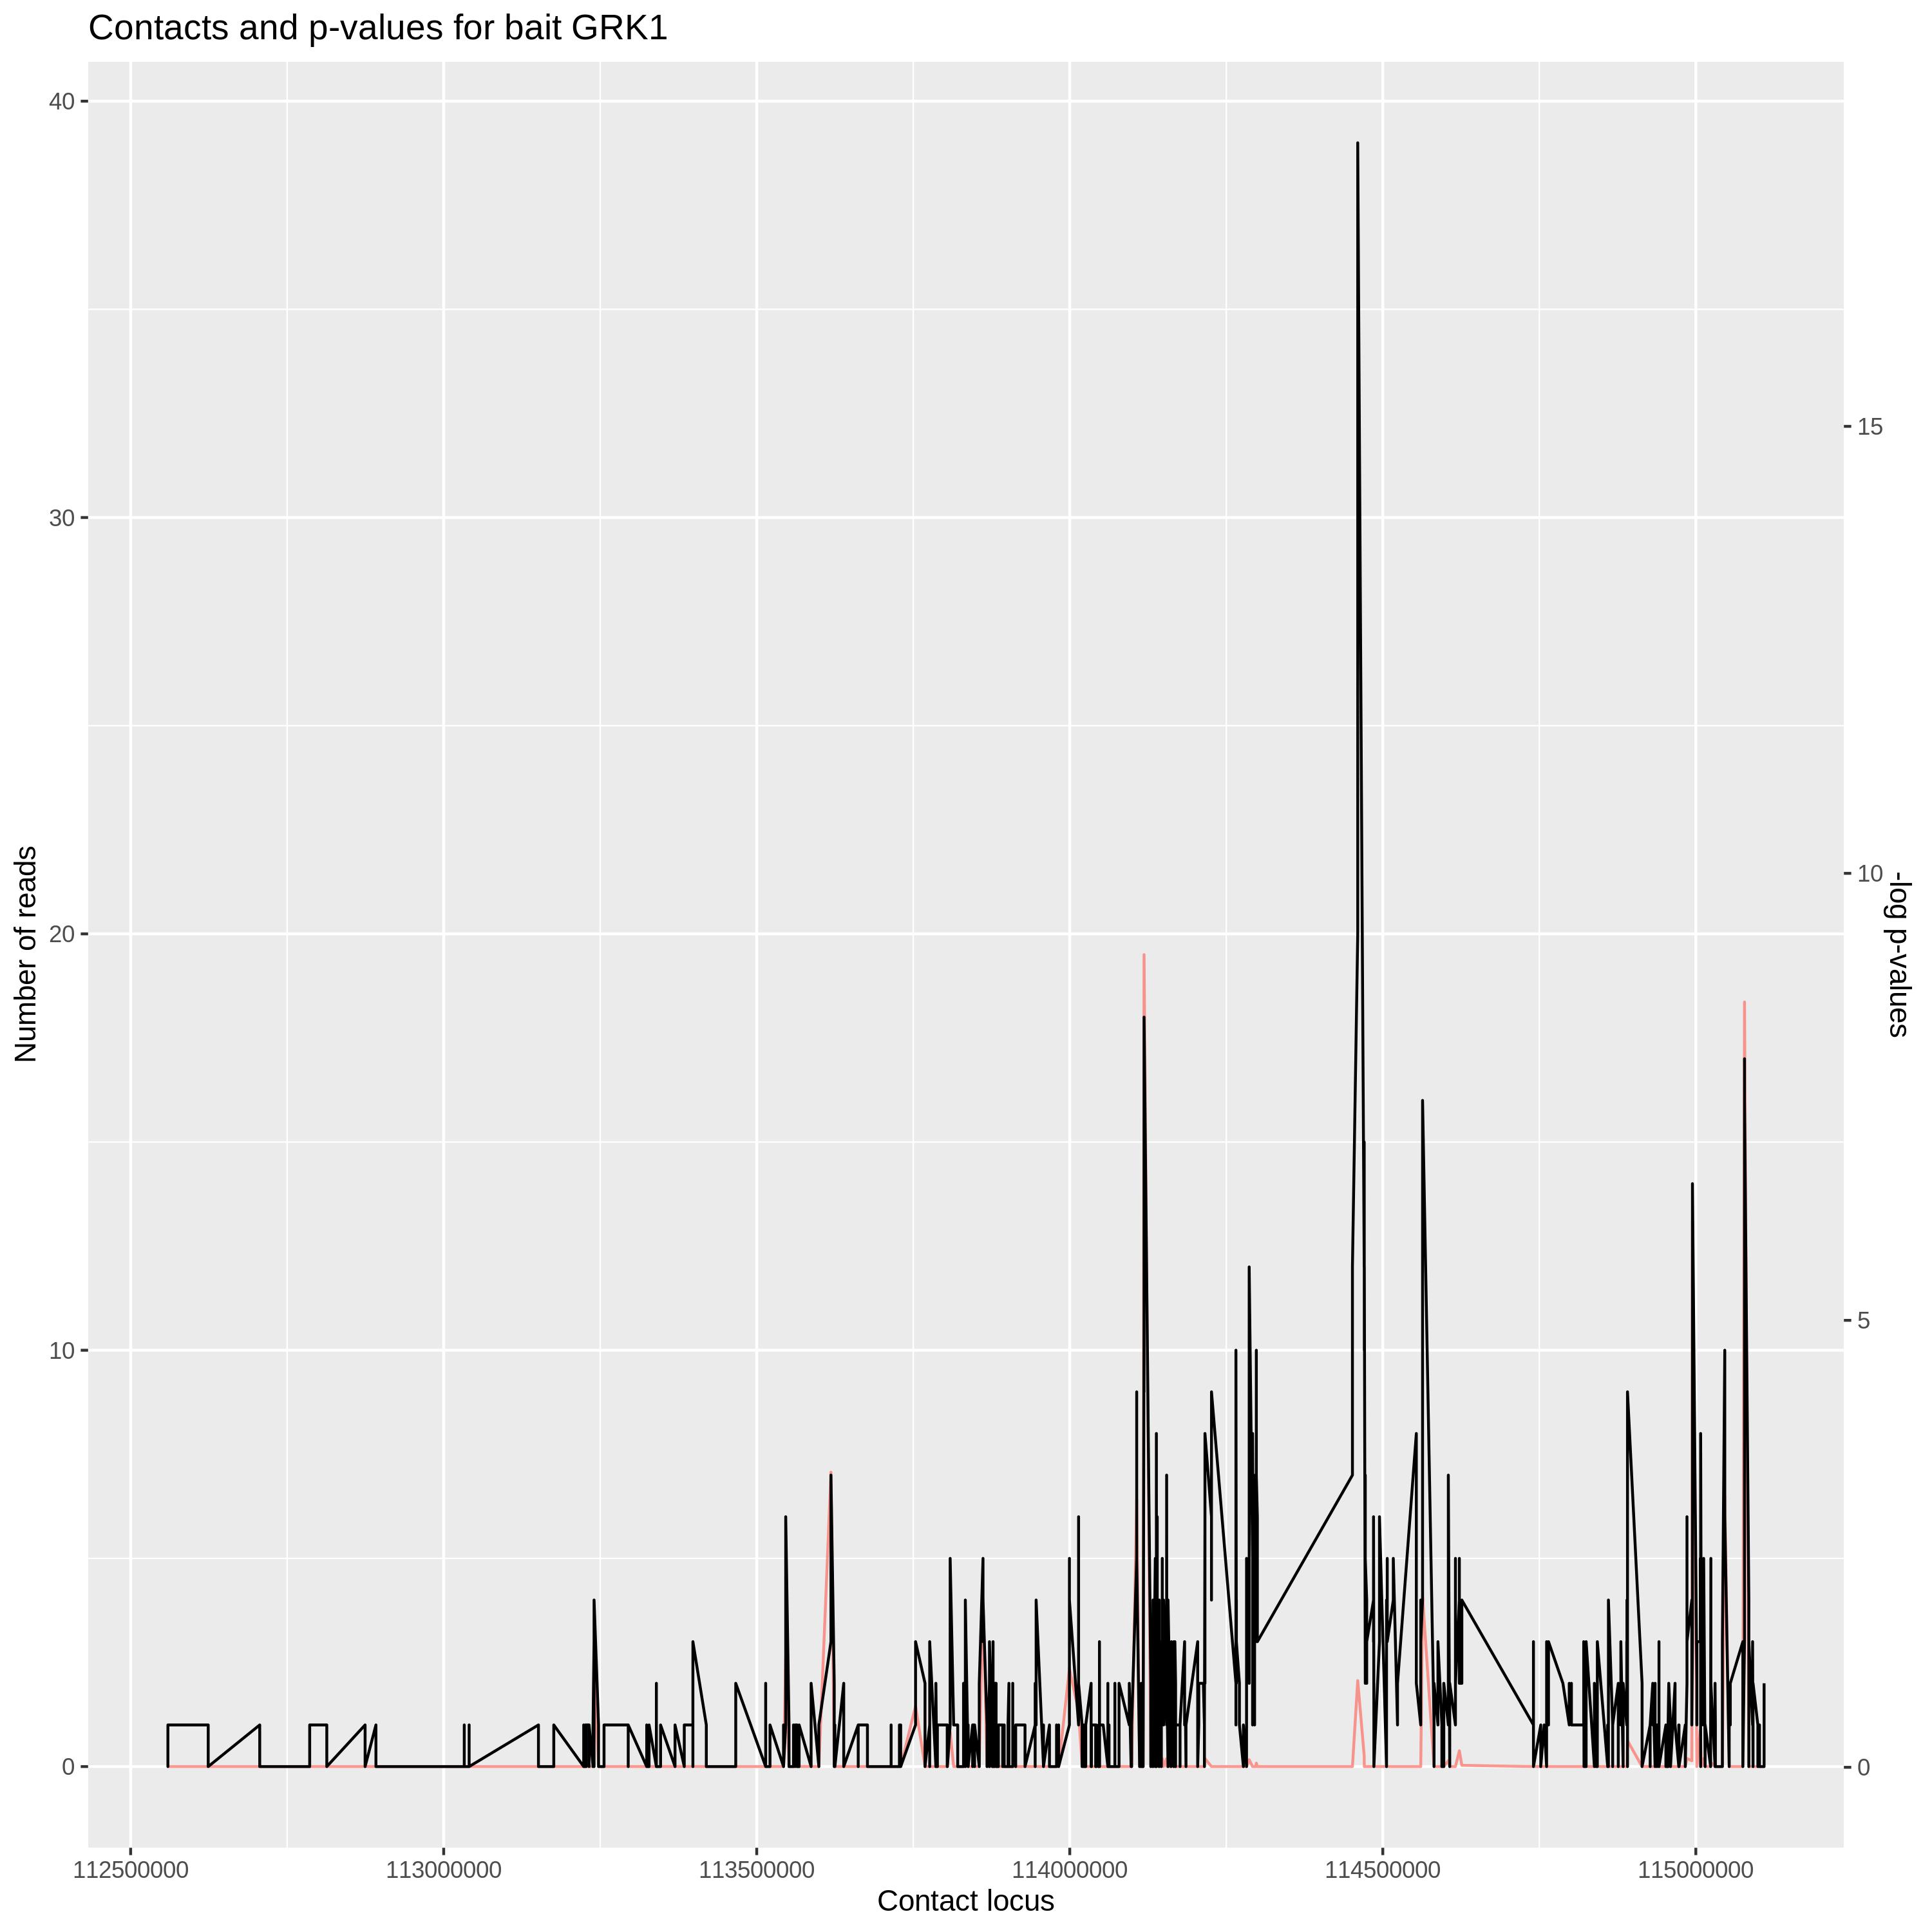 Contacts and p-values for bait GRK1
40
30
20
10
0
Number of reads
15
10
5
0
-log p-values
112500000 113000000 113500000 114000000 114500000 115000000
Contact locus